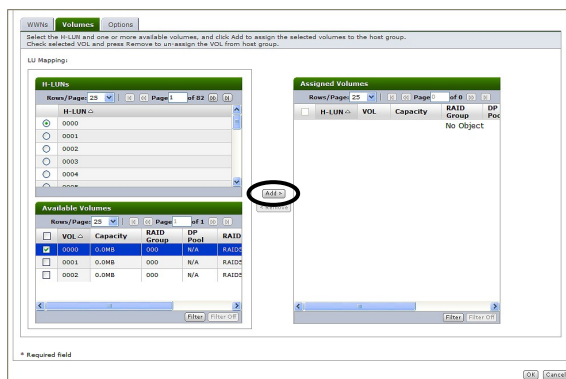 WWNs Volumes Options
Select the H-LUN and one or more available volumes, and click Add to assign the selected volumes to the host group.
Check selected VOL and press Remove to un-assign the VOL from host group.
LU Mapping:
H-LUNs
Rows/Page: 25 Page 1 of 82
H-LUN
0000
0001
0002
0003
0004
0005
Available Volumes
Rows/Page: 25 Page 1 of 1
VOL Capacity RAID Group DP Pool RAID
0000 0.0MB 000 N/A RAID5
0001 0.0MB 000 N/A RAID5
0002 0.0MB 000 N/A RAID5
Filter Filter Off
Add >
< Remove
Assigned Volumes
Rows/Page: 25 Page 0 of 0
H-LUN VOL Capacity RAID Group DP Poo
No Object
Filter Filter Off
* Required field
OK Cancel